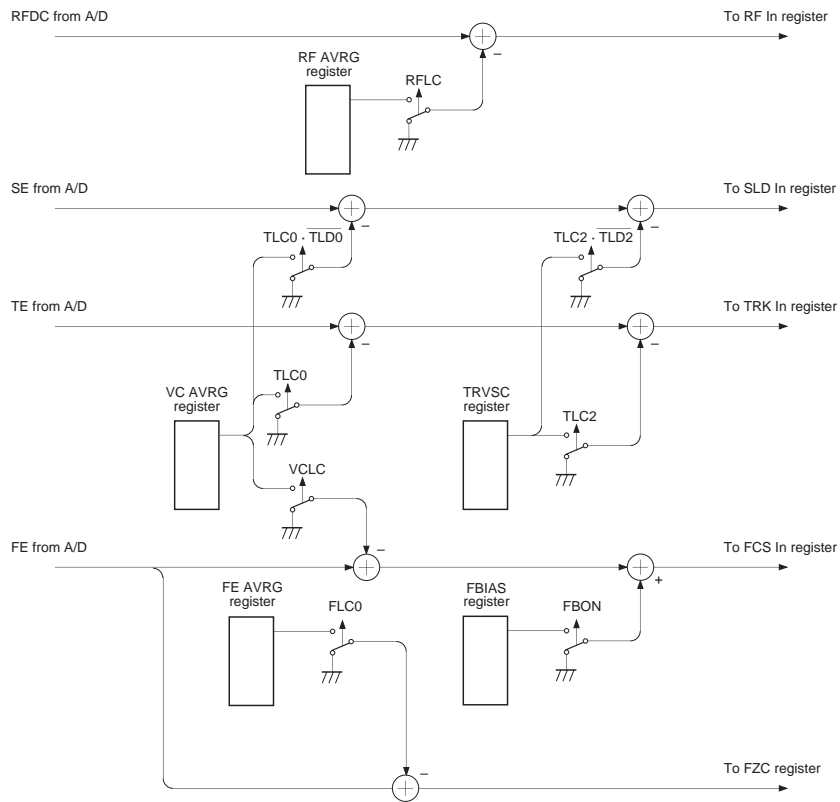 RFDC from A/D
To RF In register
–
RF AVRG
register
RFLC
SE from A/D
To SLD In register
–
–
TLC0 · T̅L̅D̅0̅
TLC2 · T̅L̅D̅2̅
TE from A/D
To TRK In register
–
–
TLC0
VC AVRG
register
TRVSC
register
TLC2
VCLC
FE from A/D
–
To FCS In register
+
FE AVRG
register
FLC0
FBIAS
register
FBON
–
To FZC register